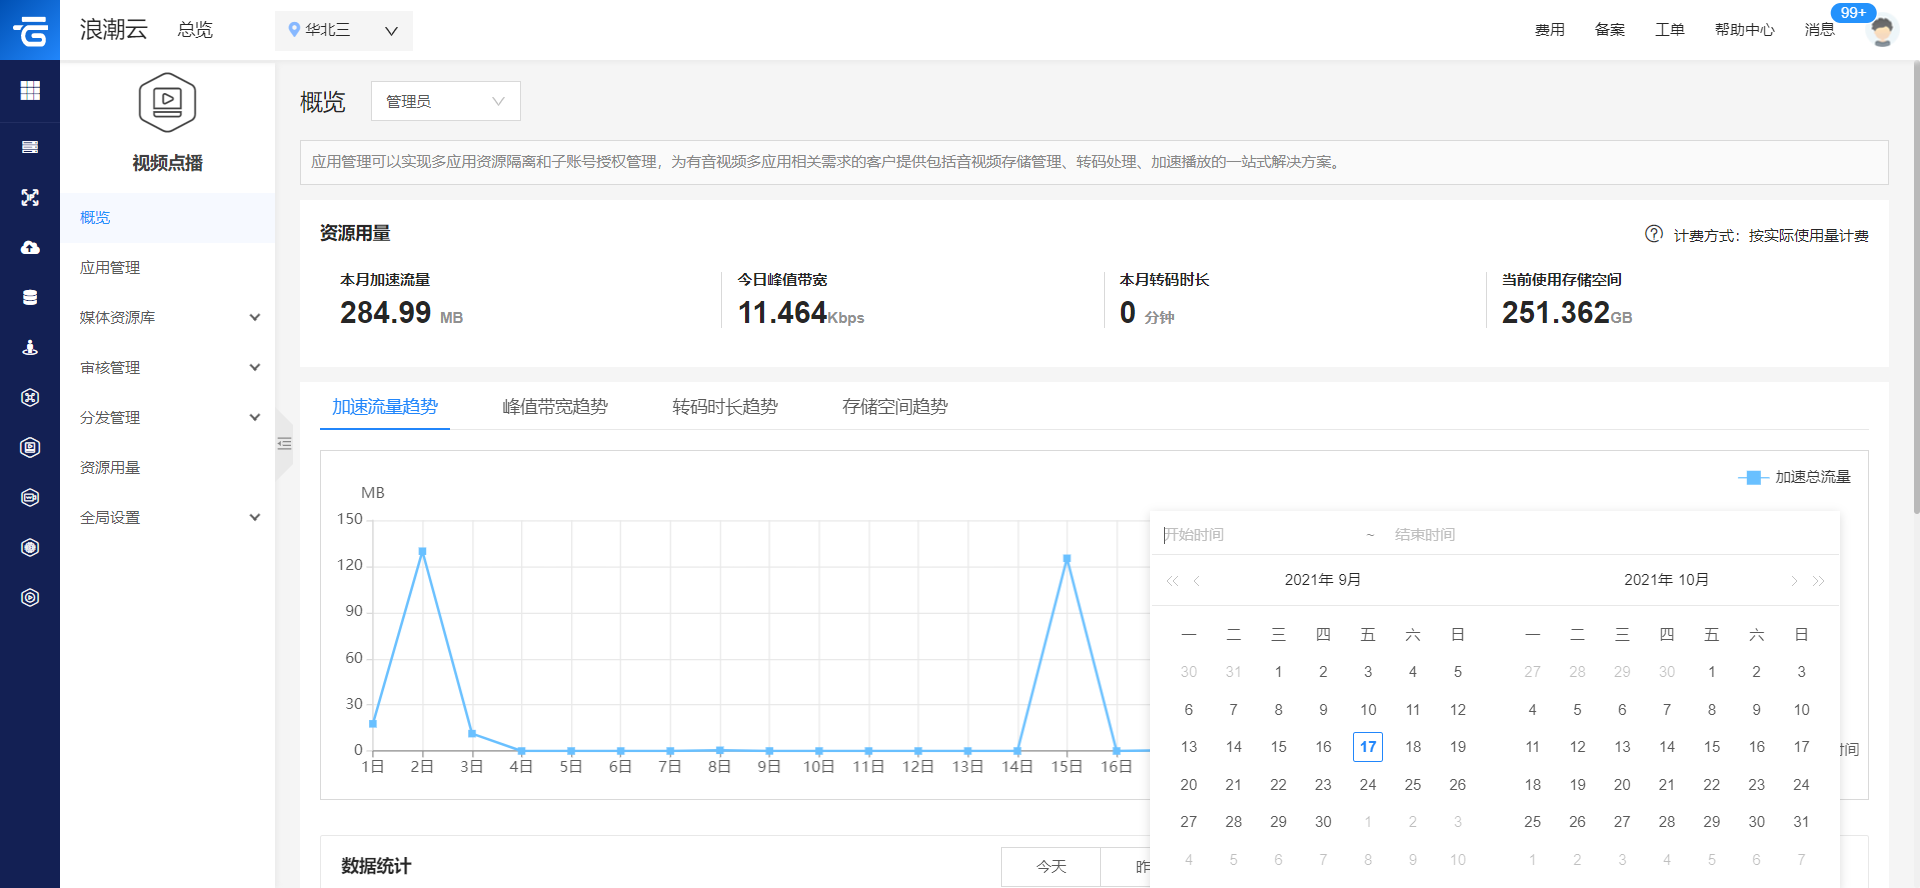 浪潮云 总览 华北三 费用 备案 工单 帮助中心 消息 99+
视频点播
概览
应用管理
媒体资源库
审核管理
分发管理
资源用量
全局设置
概览 管理员
应用管理可以实现多应用资源隔离和子账号授权管理，为有音视频多应用相关需求的客户提供包括音视频存储管理、转码处理、加速播放的一站式解决方案。
资源用量 计费方式：按实际使用量计费
本月加速流量 今日峰值带宽 本月转码时长 当前使用存储空间
284.99 MB 11.464Kbps 0 分钟 251.362GB
加速流量趋势 峰值带宽趋势 转码时长趋势 存储空间趋势
加速总流量
MB
150
120
90
60
30
0
1日 2日 3日 4日 5日 6日 7日 8日 9日 10日 11日 12日 13日 14日 15日 16日
间
开始时间 ~ 结束时间
2021年 9月 2021年 10月
一 二 三 四 五 六 日 一 二 三 四 五 六 日
30 31 1 2 3 4 5 27 28 29 30 1 2 3
6 7 8 9 10 11 12 4 5 6 7 8 9 10
13 14 15 16 17 18 19 11 12 13 14 15 16 17
20 21 22 23 24 25 26 18 19 20 21 22 23 24
27 28 29 30 1 2 3 25 26 27 28 29 30 31
4 5 6 7 8 9 10 1 2 3 4 5 6 7
数据统计 今天 昨